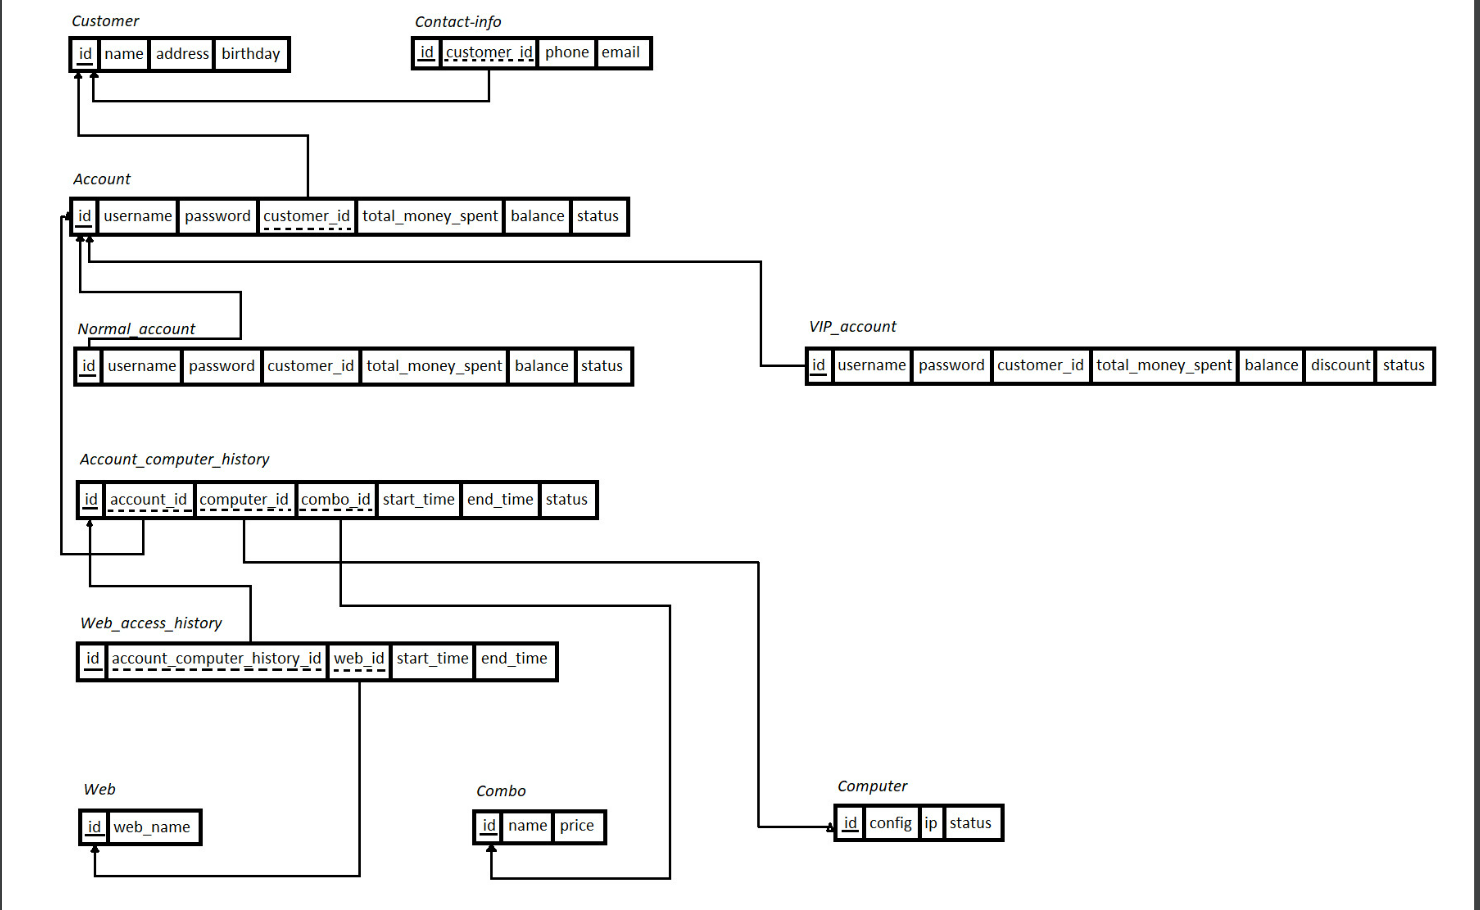 Customer
id name address birthday
Contact-info
id customer_id phone email
Account
id username password customer_id total_money_spent balance status
Normal_account
id username password customer_id total_money_spent balance status
VIP_account
id username password customer_id total_money_spent balance discount status
Account_computer_history
id account_id computer_id combo_id start_time end_time status
Web_access_history
id account_computer_history_id web_id start_time end_time
Web
id web_name
Combo
id name price
Computer
id config ip status